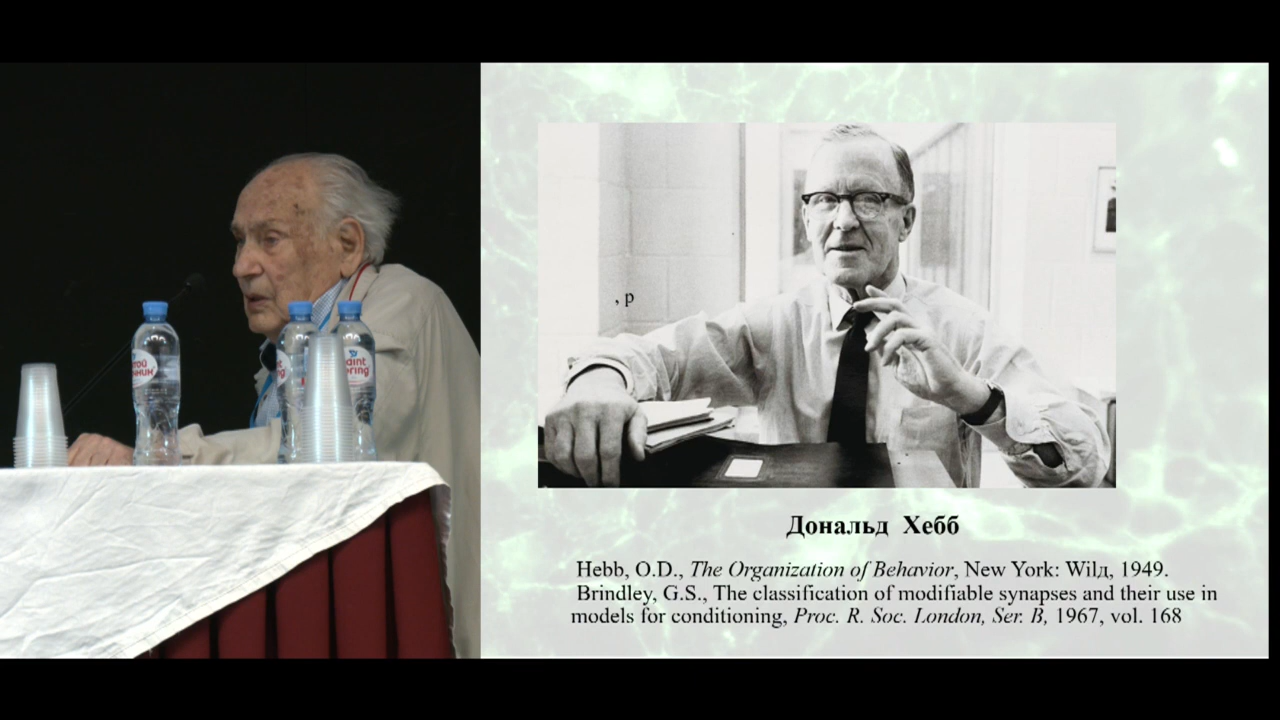 , р
Дональд Хебб
Hebb, O.D., The Organization of Behavior, New York: Wilд, 1949.
Brindley, G.S., The classification of modifiable synapses and their use in
models for conditioning, Proc. R. Soc. London, Ser. B, 1967, vol. 168